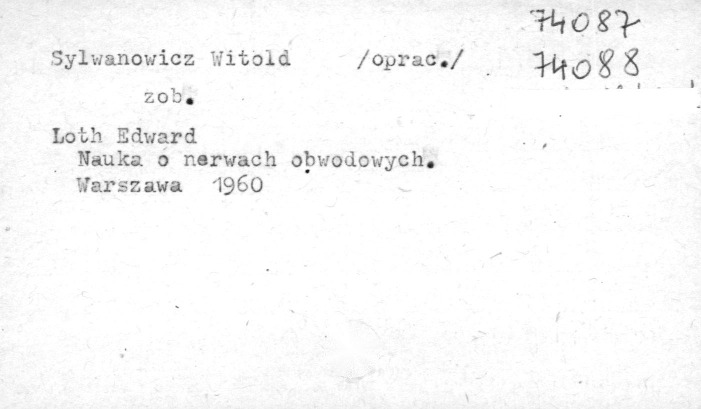 74087
Sylwanowicz Witold /oprac./
74088
zob.
Loth Edward
Nauka o nerwach obwodowych.
Warszawa 1960